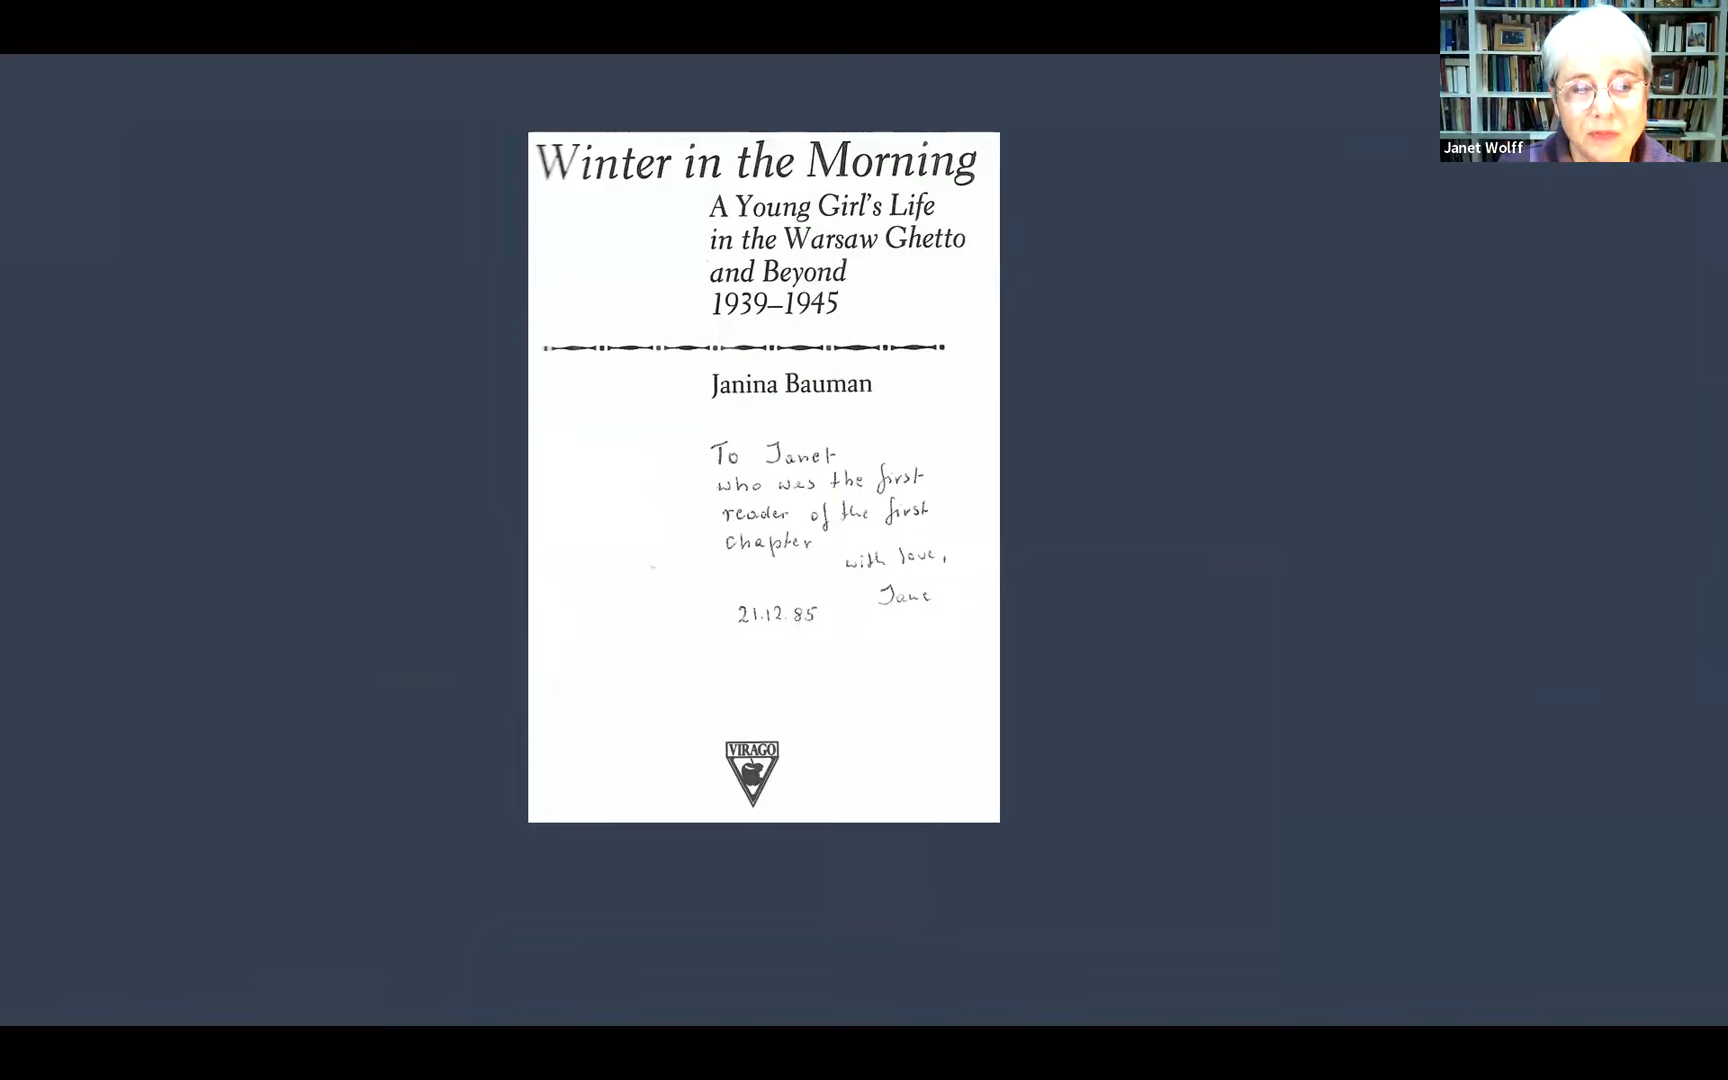 Winter in the Morning
A Young Girl's Life
in the Warsaw Ghetto
and Beyond
1939–1945
Janina Bauman
To Janet
who was the first
reader of the first
chapter
with love,
Jane
21.12.85
VIRAGO
Janet Wolff